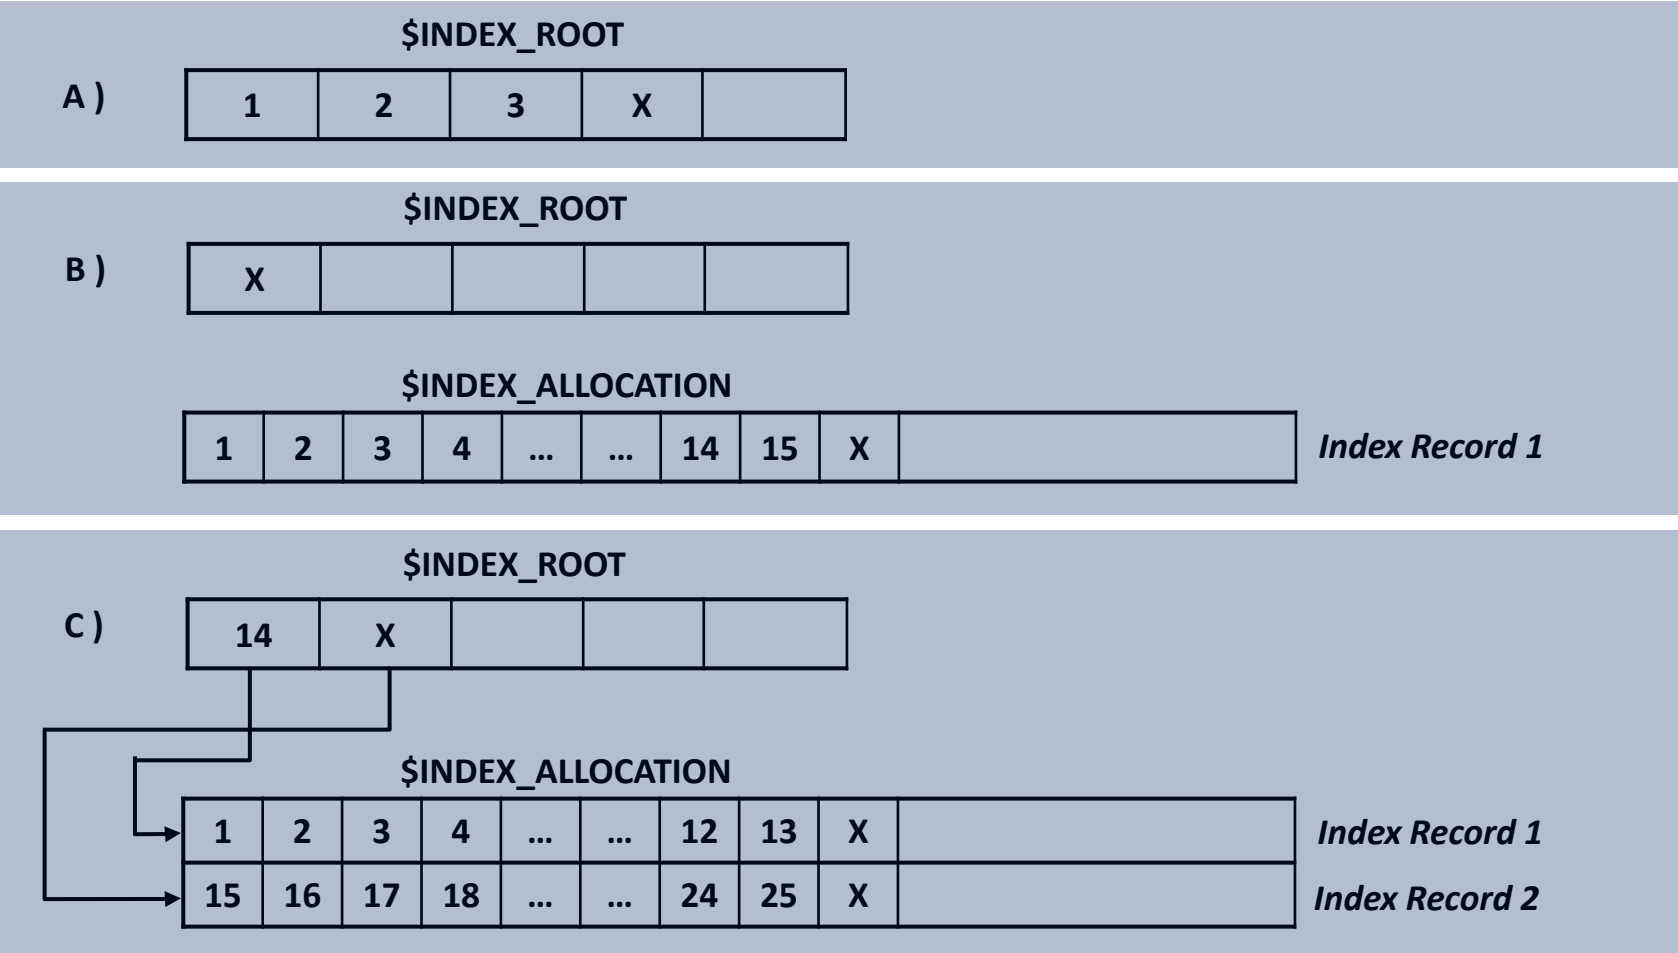 $INDEX_ROOT
A ) 1 2 3 X
$INDEX_ROOT
B ) X
$INDEX_ALLOCATION
1 2 3 4 ... ... 14 15 X Index Record 1
$INDEX_ROOT
C ) 14 X
$INDEX_ALLOCATION
1 2 3 4 ... ... 12 13 X Index Record 1
15 16 17 18 ... ... 24 25 X Index Record 2